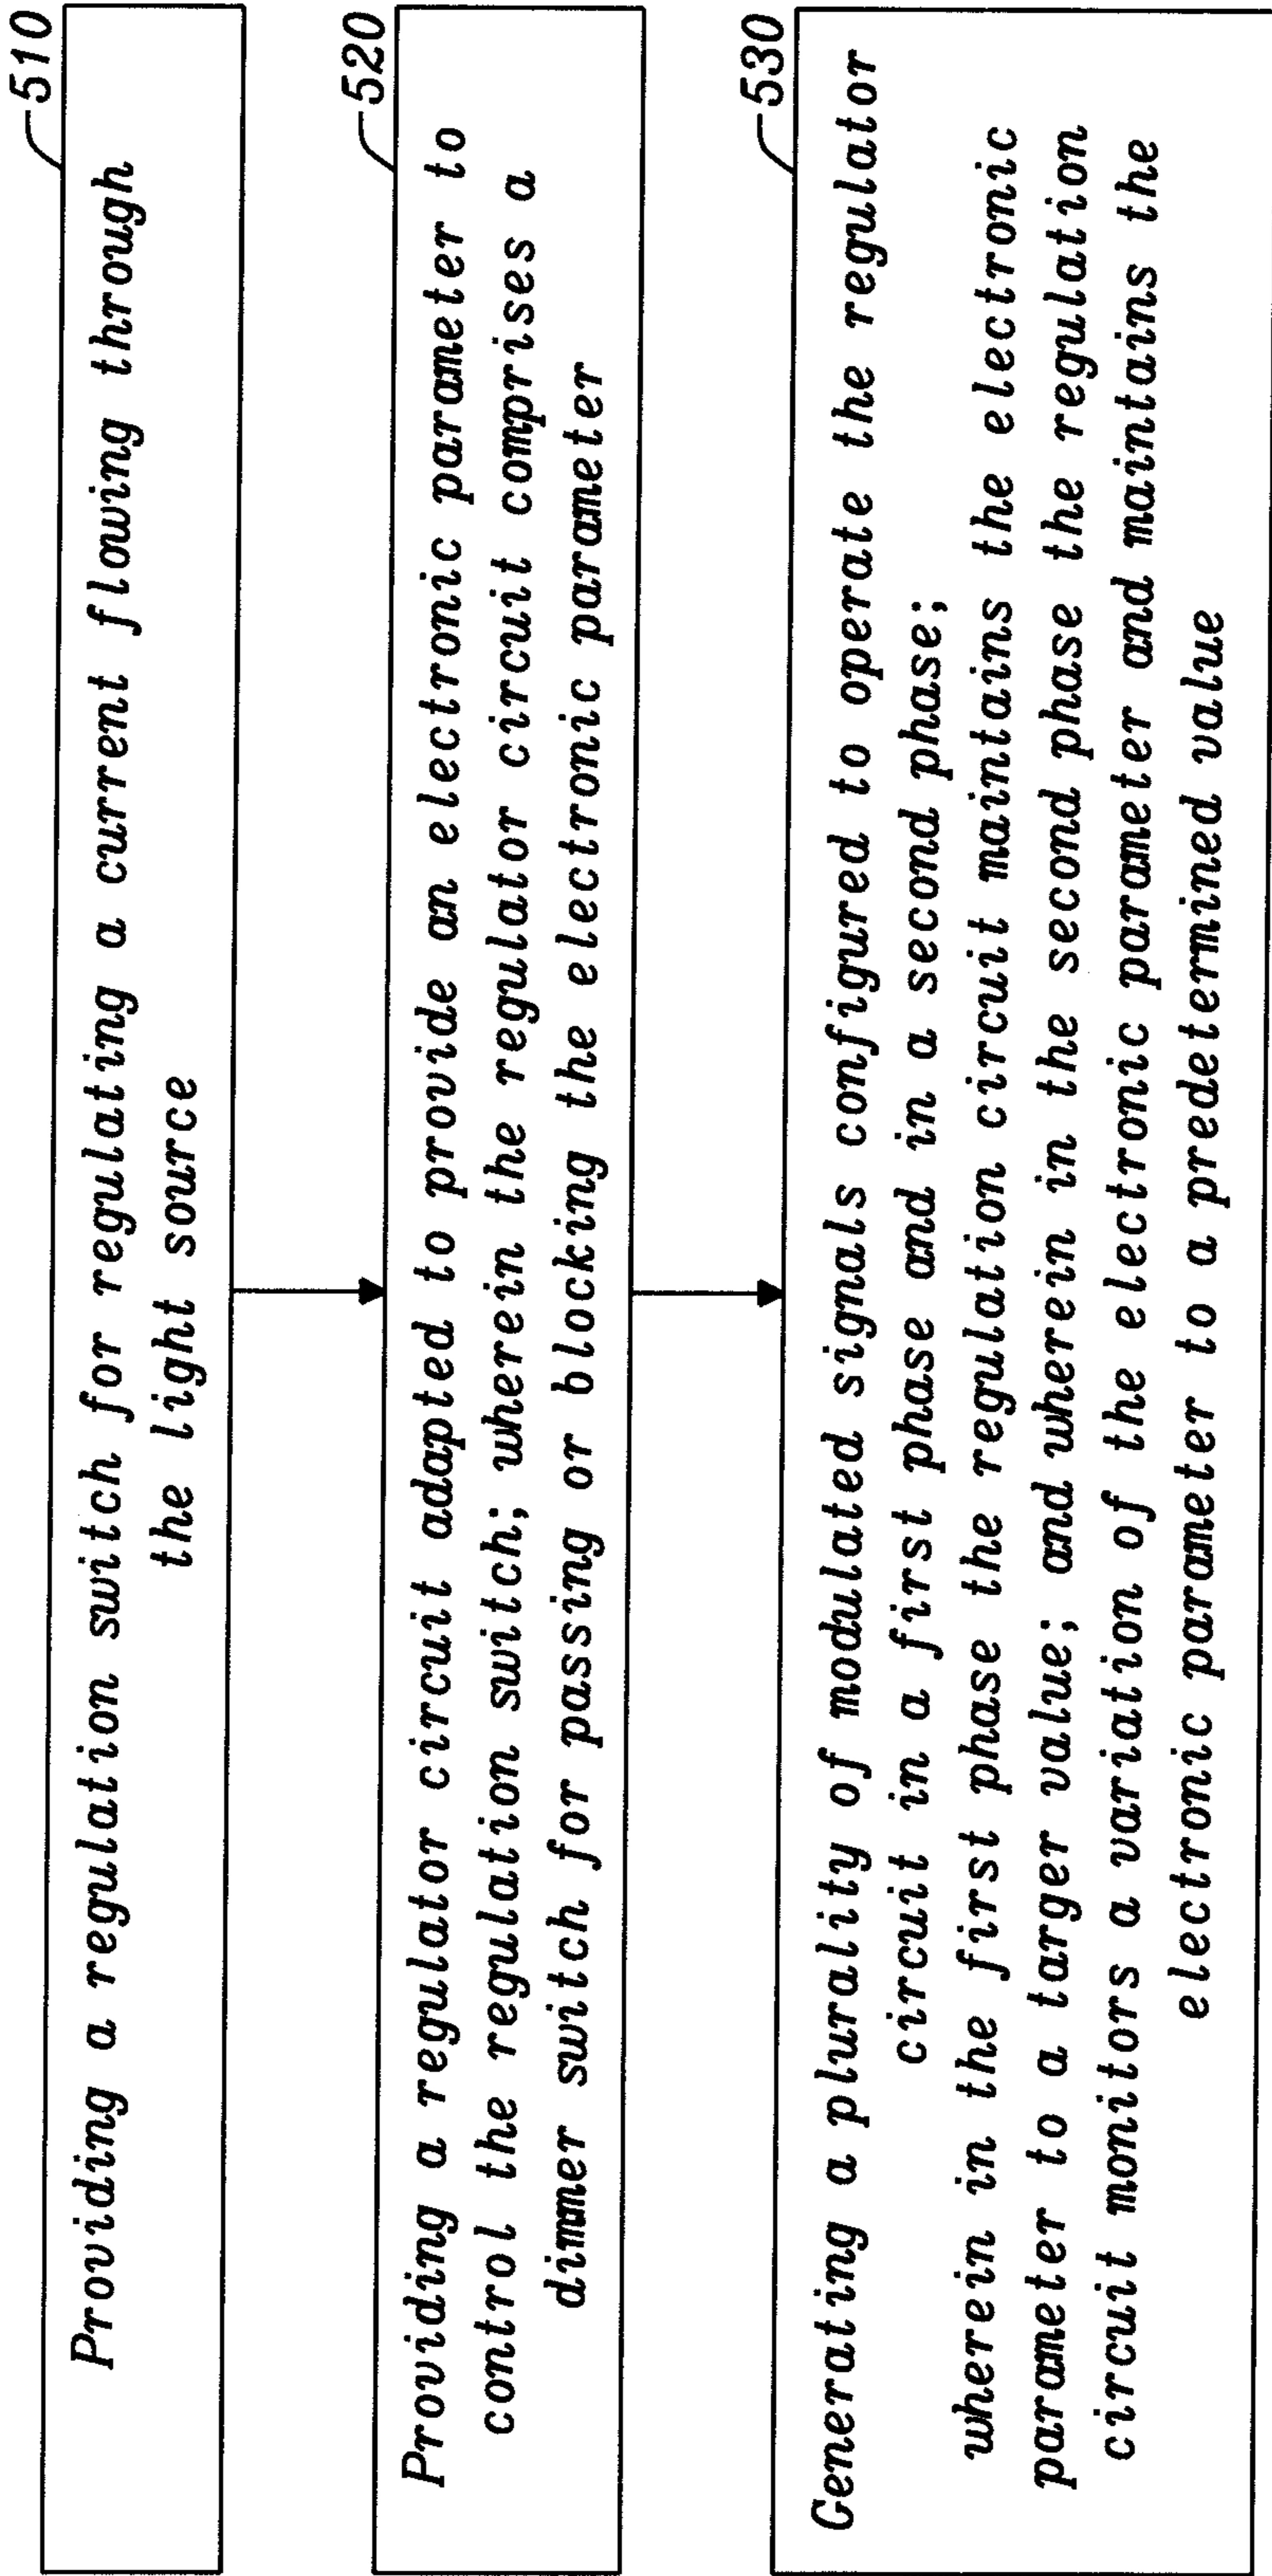 510
Providing a regulation switch for regulating a current flowing through
the light source
520
Providing a regulator circuit adapted to provide an electronic parameter to
control the regulation switch; wherein the regulator circuit comprises a
dimmer switch for passing or blocking the electronic parameter
530
Generating a plurality of modulated signals configured to operate the regulator
circuit in a first phase and in a second phase;
wherein in the first phase the regulation circuit maintains the electronic
parameter to a targer value; and wherein in the second phase the regulation
circuit monitors a variation of the electronic parameter and maintains the
electronic parameter to a predetermined value